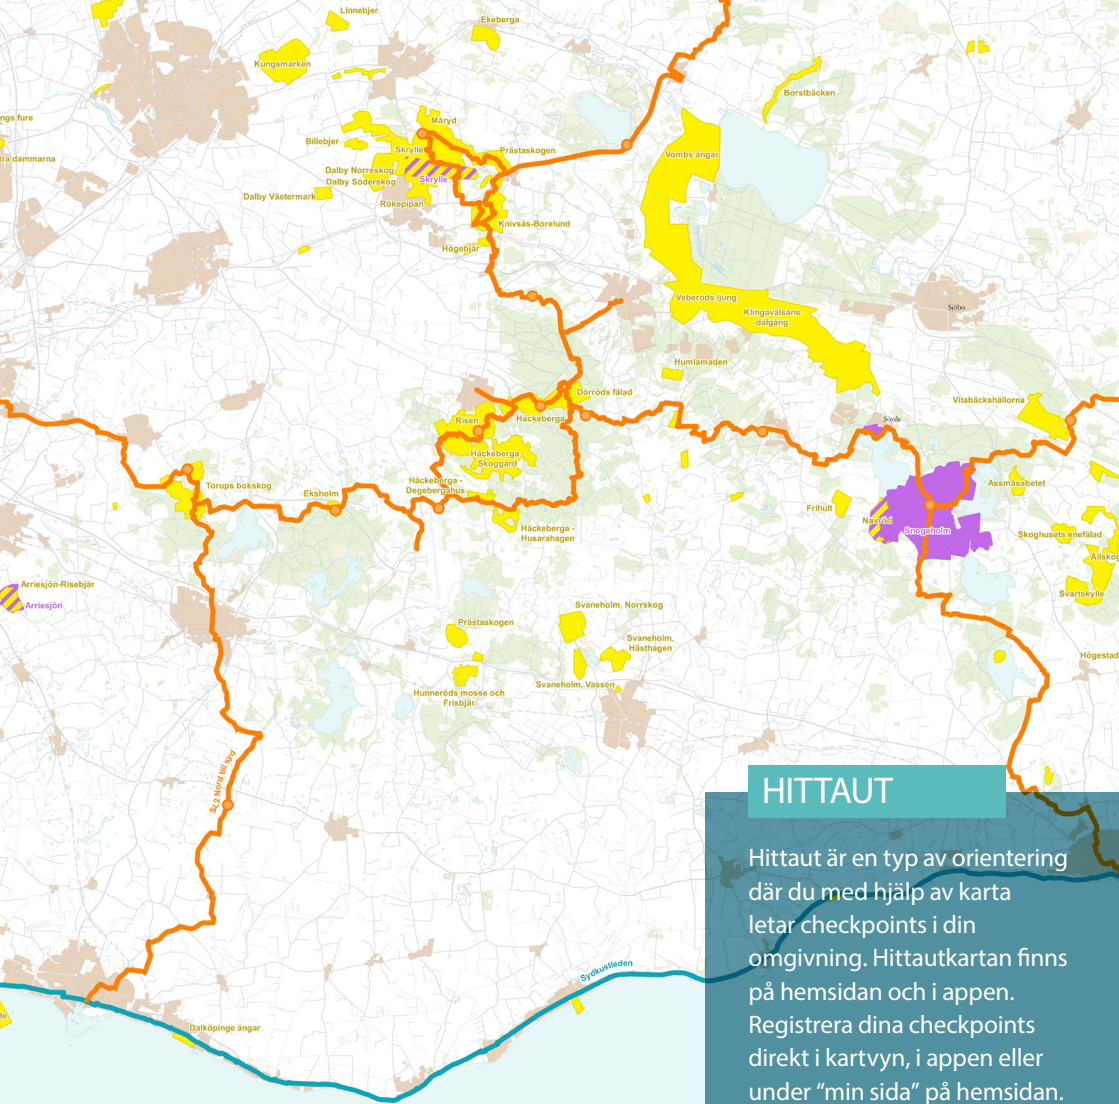 Linnebjer
Ekeberga
Kungsmarken
Borstbäcken
ngs fure
Måryd
Billebjer
Skrylle
Prästaskogen
Vombs ängar
tra dammarna
Dalby Norreskog
Skrylle
Dalby Söderskog
Dalby Västermark
Rökepipan
Knivsås-Borelund
Högebjär
Veberöds ljung
Klingavälsåns
dalgång
Sjöbo
Humlamaden
Dörröds fälad
Vitabäckshällorna
Risen
Häckeberga
Sövde
Häckeberga -
Skoggård
Torups bokskog
Eksholm
Häckeberga -
Degebergahus
Assmåsabetet
Frihult
Navröd
Snogeholm
Häckeberga -
Husarahagen
Skoghusets enefälad
Allskog
Arriesjön-Risebjär
Arriesjön
Svartskylle
Svaneholm, Norrskog
Prästaskogen
Svaneholm,
Hästhagen
Högestad
Svaneholm, Vassen
Hunneröds mosse och
Frisbjär
SL2 Nord till syd
Sydkustleden
de
Dalköpinge ängar
HITTAUT
Hittaut är en typ av orientering
där du med hjälp av karta
letar checkpoints i din
omgivning. Hittautkartan finns
på hemsidan och i appen.
Registrera dina checkpoints
direkt i kartvyn, i appen eller
under ”min sida” på hemsidan.